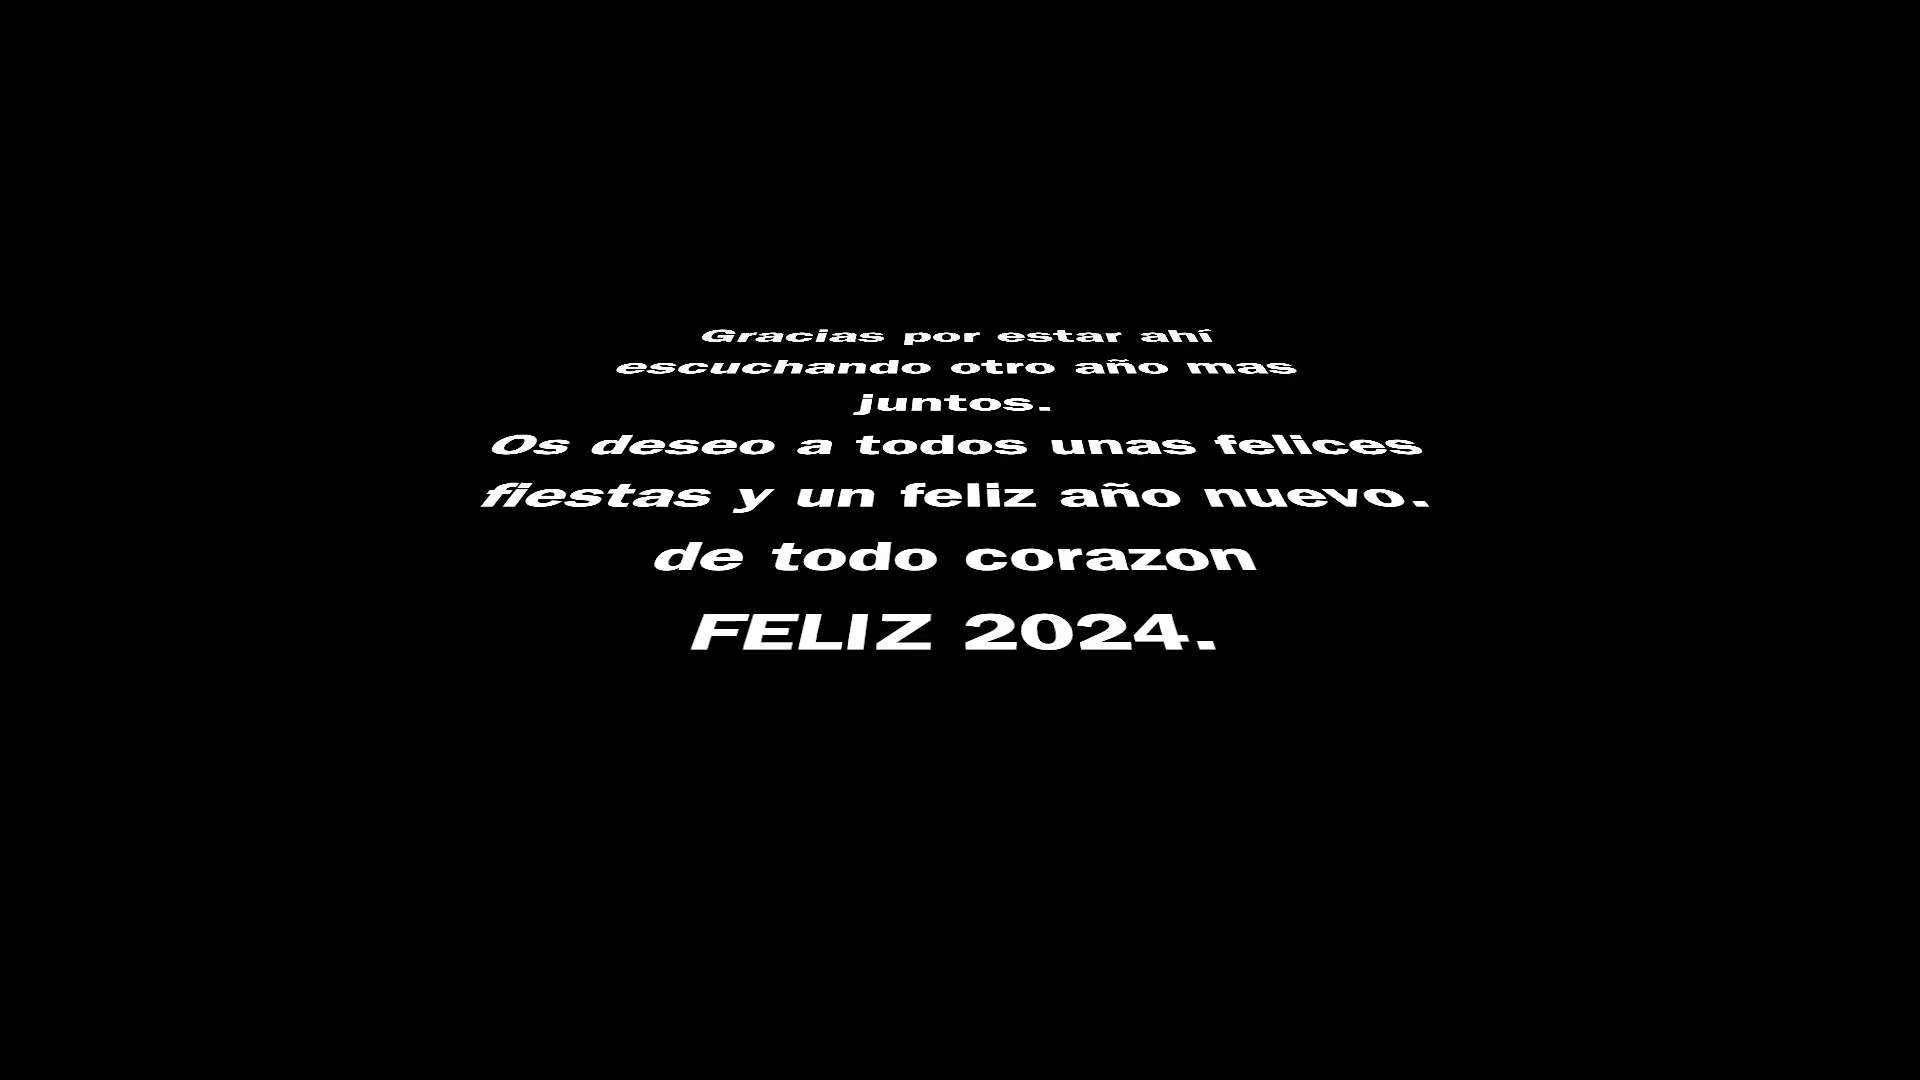 Gracias por estar ahí
escuchando otro año mas
juntos.
Os deseo a todos unas felices
fiestas y un feliz año nuevo.
de todo corazon
FELIZ 2024.